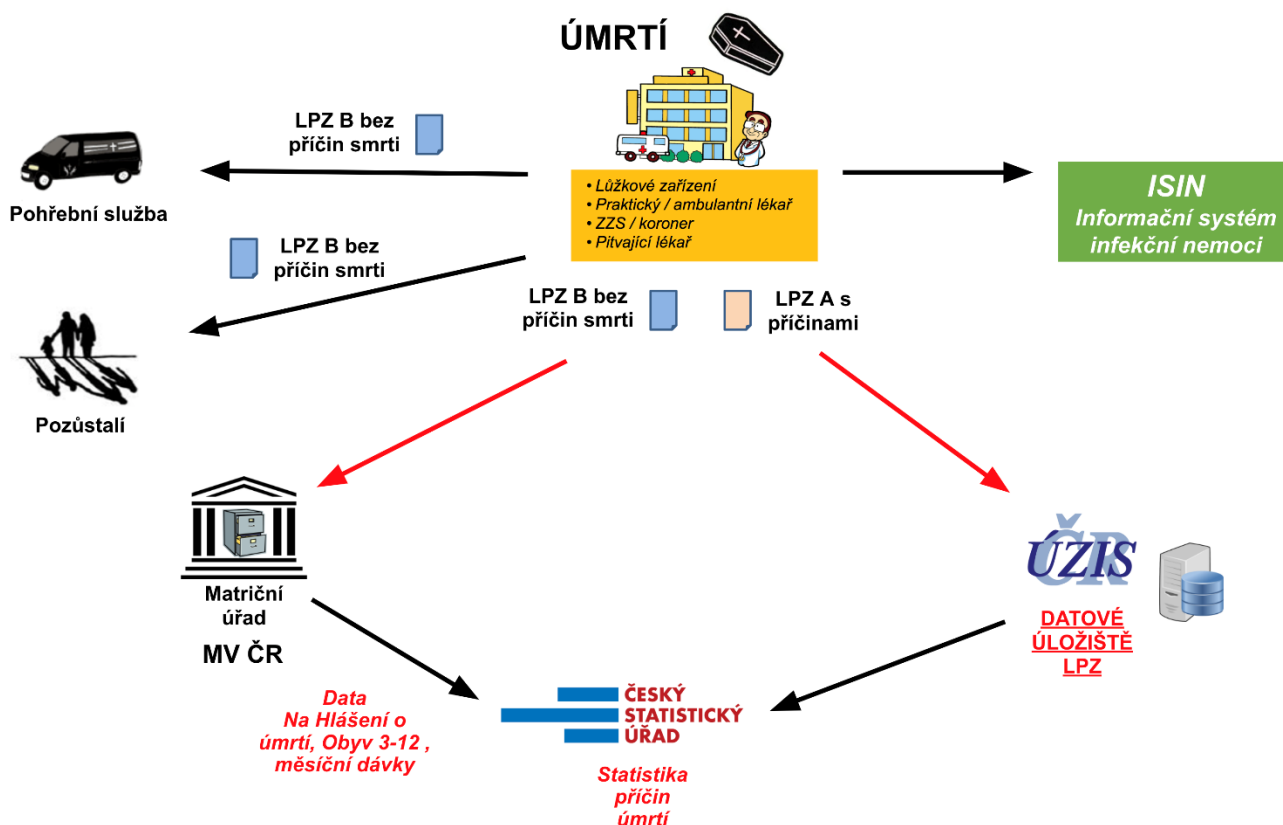 ÚMRTÍ
LPZ B bez
příčin smrti
Pohřební služba
• Lůžkové zařízení
• Praktický / ambulantní lékař
• ZZS / koroner
• Pitvající lékař
ISIN
Informační systém
infekční nemoci
LPZ B bez
příčin smrti
LPZ B bez
příčin smrti
LPZ A s
příčinami
Pozůstalí
Matriční
úřad
MV ČR
ÚZIS
ČR
DATOVÉ
ÚLOŽIŠTĚ
LPZ
Data
Na Hlášení o
úmrtí, Obyv 3-12 ,
měsíční dávky
ČESKÝ
STATISTICKÝ
ÚŘAD
Statistika
příčin
úmrtí